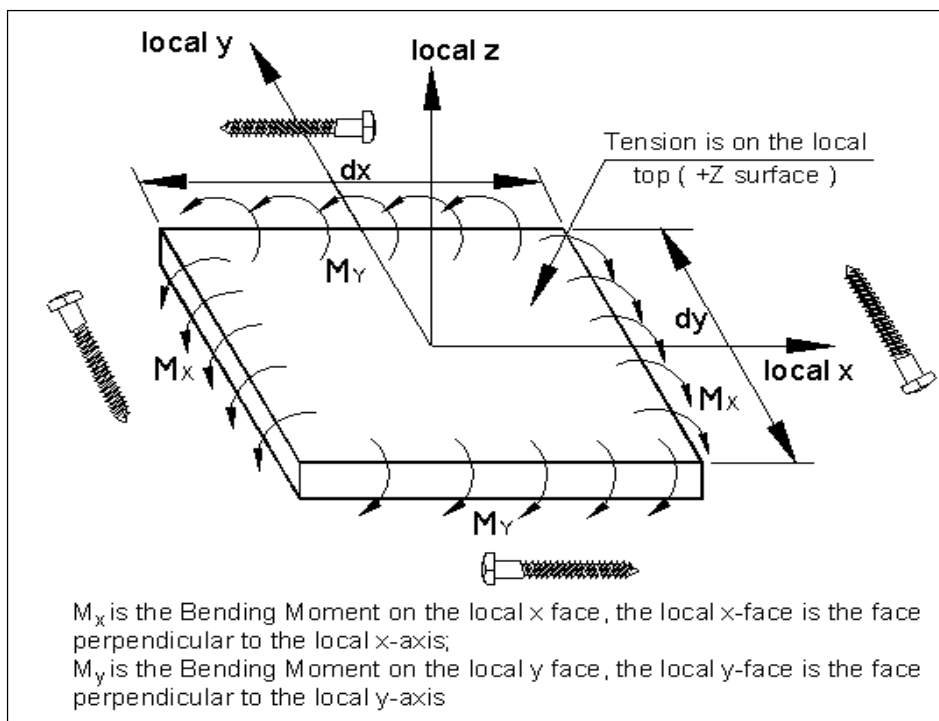 local y
local z
Tension is on the local
top ( +Z surface )
dx
MY
dy
MX
local x
MX
MY
Mx is the Bending Moment on the local x face, the local x-face is the face
perpendicular to the local x-axis;
My is the Bending Moment on the local y face, the local y-face is the face
perpendicular to the local y-axis